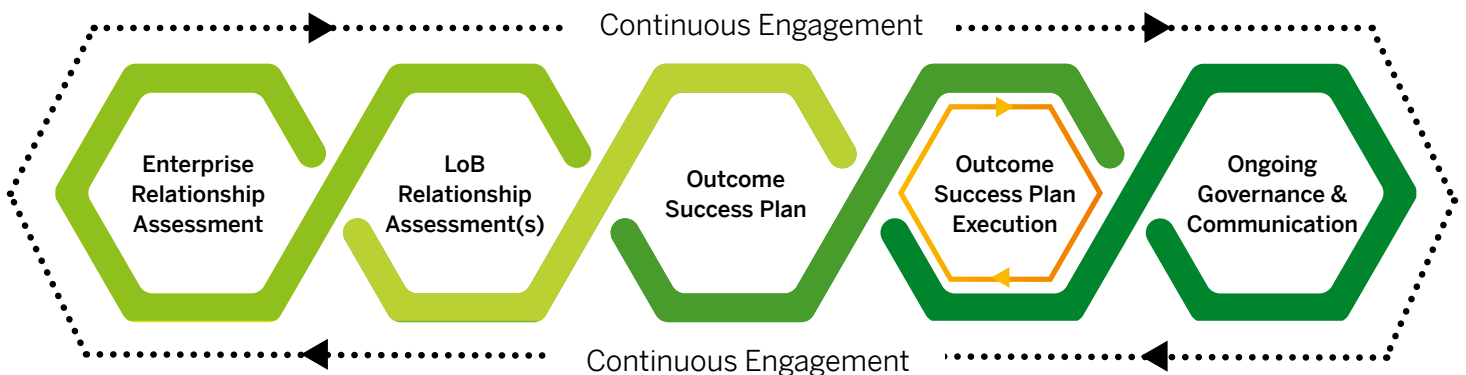 Continuous Engagement
Enterprise
Relationship
Assessment
LoB
Relationship
Assessment(s)
Outcome
Success Plan
Outcome
Success Plan
Execution
Ongoing
Governance &
Communication
Continuous Engagement